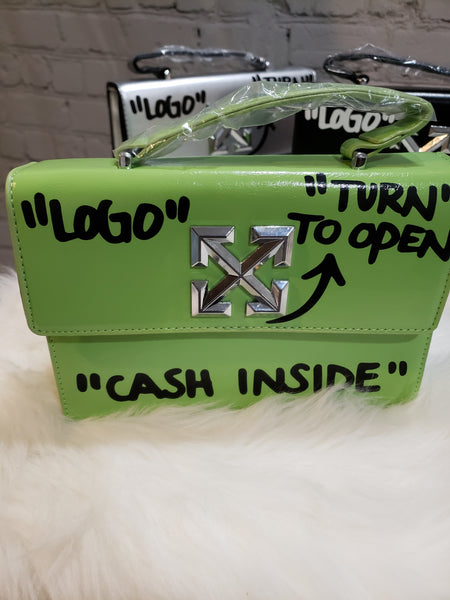 "LOGO"
"TURN"
"LOGO"
"LOGO"
"TURN"
TO OPEN
"CASH INSIDE"